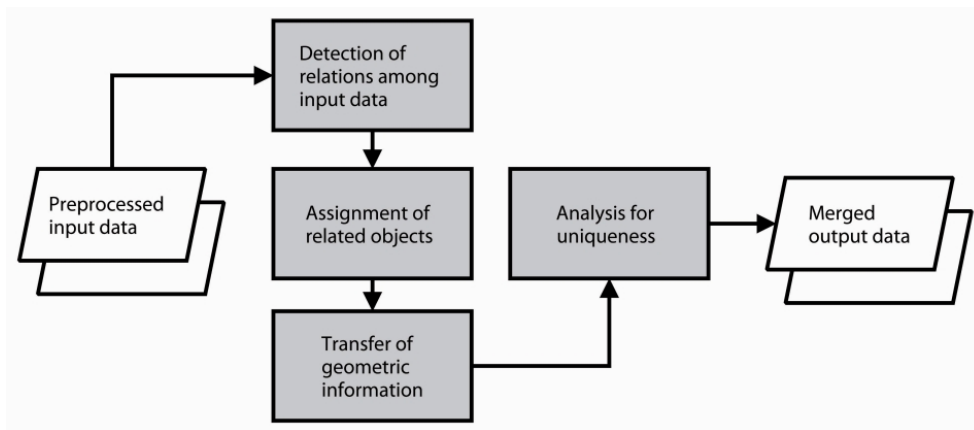 Preprocessed
input data
Detection of
relations among
input data
Assignment of
related objects
Transfer of
geometric
information
Analysis for
uniqueness
Merged
output data